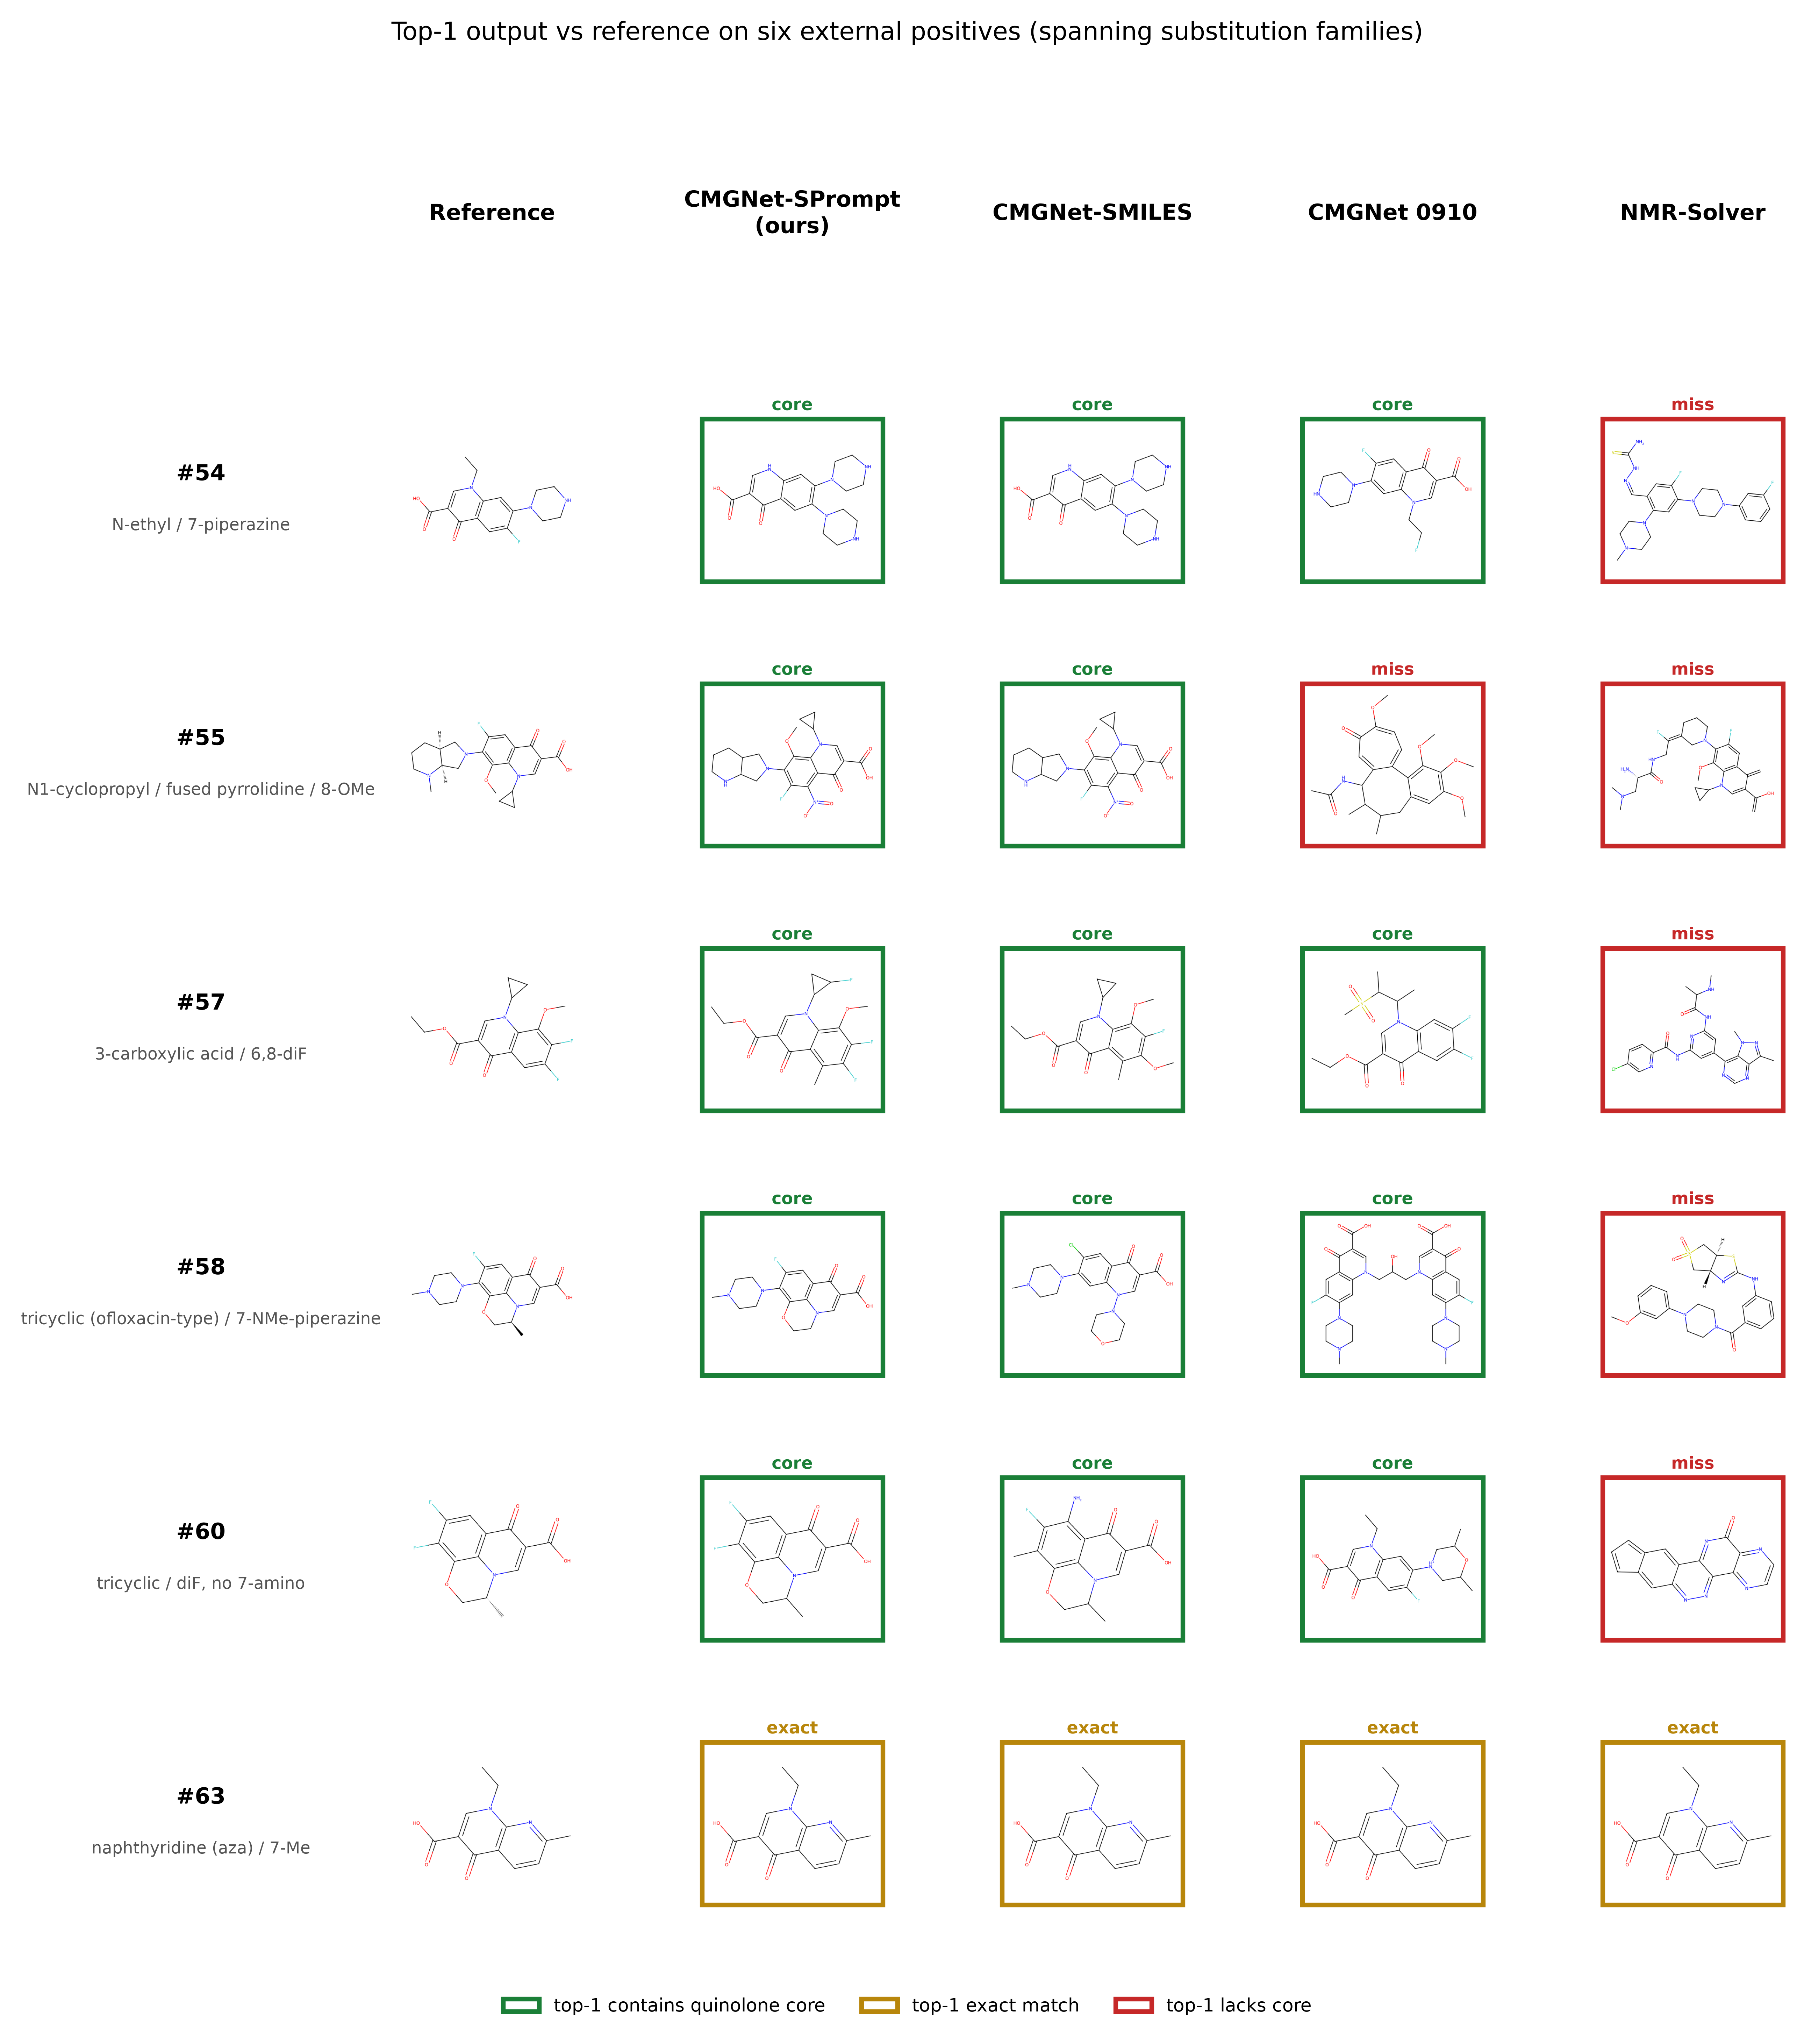 Top-1 output vs reference on six external positives (spanning substitution families)
Reference
CMGNet-SPrompt
(ours)
CMGNet-SMILES
CMGNet 0910
NMR-Solver
#54
N-ethyl / 7-piperazine
core
core
core
miss
#55
N1-cyclopropyl / fused pyrrolidine / 8-OMe
core
core
miss
miss
#57
3-carboxylic acid / 6,8-diF
core
core
core
miss
#58
tricyclic (ofloxacin-type) / 7-NMe-piperazine
core
core
core
miss
#60
tricyclic / diF, no 7-amino
core
core
core
miss
#63
naphthyridine (aza) / 7-Me
exact
exact
exact
exact
top-1 contains quinolone core
top-1 exact match
top-1 lacks core